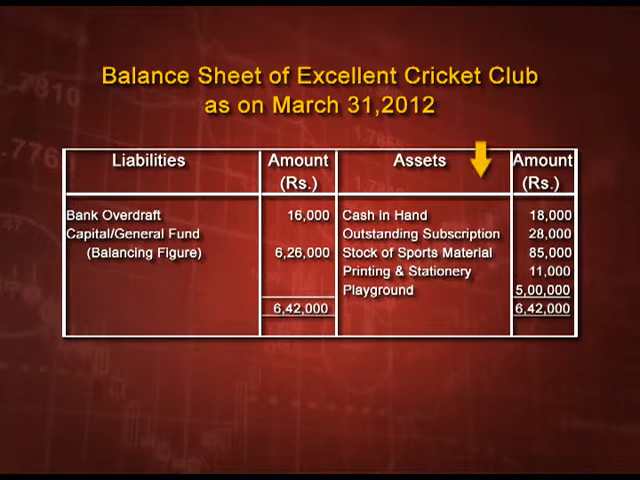 Balance Sheet of Excellent Cricket Club
as on March 31,2012
Liabilities Amount (Rs.) Assets Amount (Rs.)
Bank Overdraft 16,000 Cash in Hand 18,000
Capital/General Fund Outstanding Subscription 28,000
(Balancing Figure) 6,26,000 Stock of Sports Material 85,000
Printing & Stationery 11,000
Playground 5,00,000
6,42,000 6,42,000